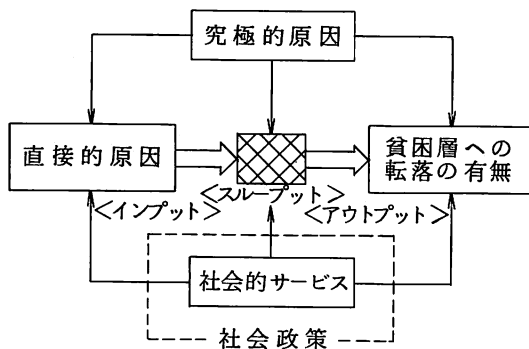 究極的原因
直接的原因
貧困層への
転落の有無
＜インプット＞
＜スループット＞
＜アウトプット＞
社会的サービス
社会政策